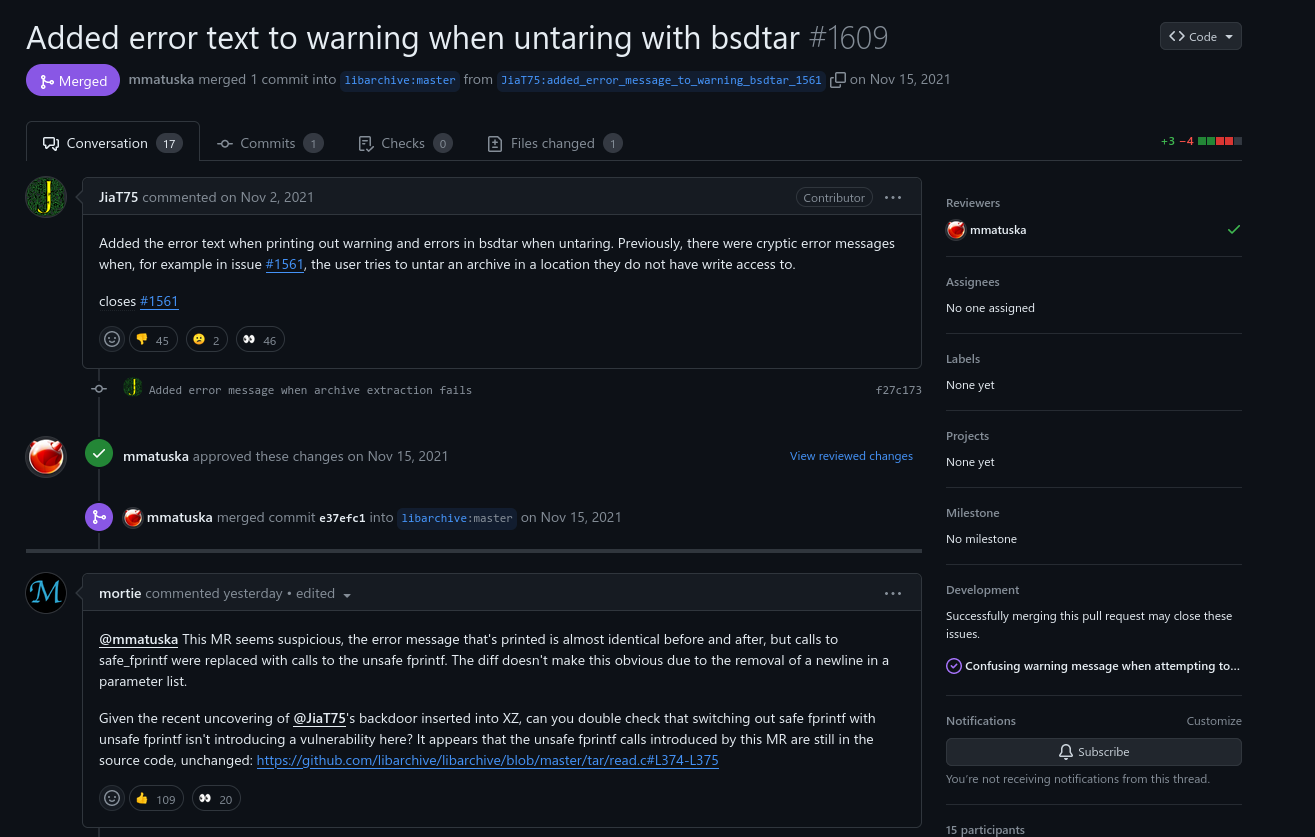 Added error text to warning when untaring with bsdtar #1609
Code
Merged
mmatuska merged 1 commit into libarchive:master from JiaT75:added_error_message_to_warning_bsdtar_1561 on Nov 15, 2021
Conversation 17
Commits 1
Checks 0
Files changed 1
+3 −4
JiaT75 commented on Nov 2, 2021
Contributor
Added the error text when printing out warning and errors in bsdtar when untaring. Previously, there were cryptic error messages
when, for example in issue #1561, the user tries to untar an archive in a location they do not have write access to.
closes #1561
45
2
46
Added error message when archive extraction fails
f27c173
mmatuska approved these changes on Nov 15, 2021
View reviewed changes
mmatuska merged commit e37efc1 into libarchive:master on Nov 15, 2021
mortie commented yesterday • edited
@mmatuska This MR seems suspicious, the error message that's printed is almost identical before and after, but calls to
safe_fprintf were replaced with calls to the unsafe fprintf. The diff doesn't make this obvious due to the removal of a newline in a
parameter list.
Given the recent uncovering of @JiaT75's backdoor inserted into XZ, can you double check that switching out safe fprintf with
unsafe fprintf isn't introducing a vulnerability here? It appears that the unsafe fprintf calls introduced by this MR are still in the
source code, unchanged: https://github.com/libarchive/libarchive/blob/master/tar/read.c#L374-L375
109
20
Reviewers
mmatuska
Assignees
No one assigned
Labels
None yet
Projects
None yet
Milestone
No milestone
Development
Successfully merging this pull request may close these
issues.
Confusing warning message when attempting to...
Notifications
Customize
Subscribe
You're not receiving notifications from this thread.
15 participants